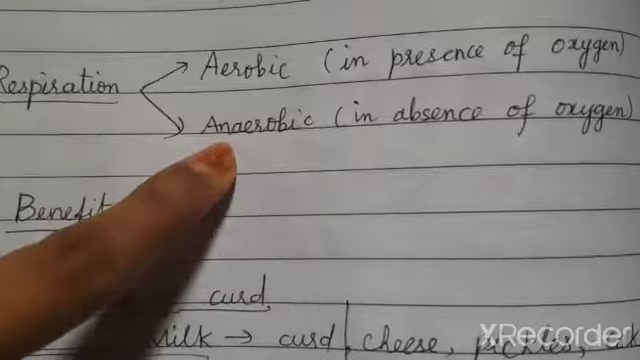 Respiration
Aerobic (in presence of oxygen)
Anaerobic (in absence of oxygen)
Benefit
curd
Milk → curd, cheese, pickles,
XRecorder